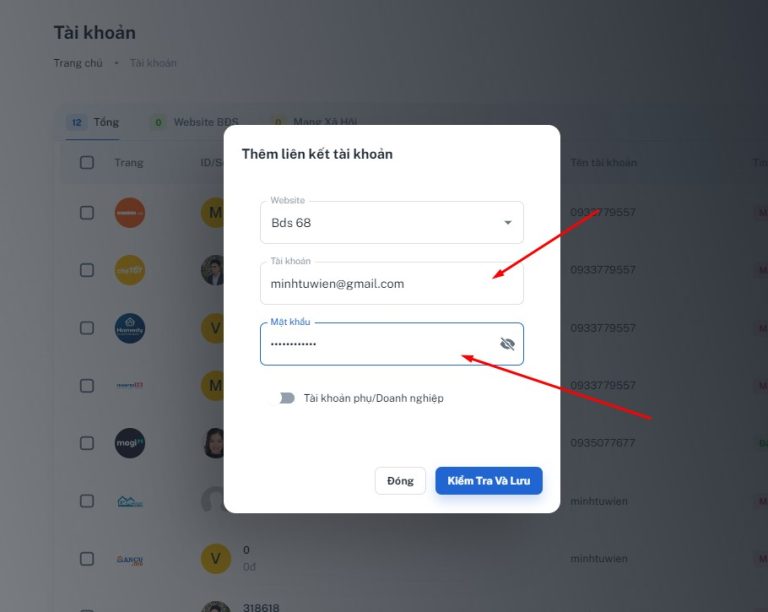 Tài khoản
Trang chủ • Tài khoản
12 Tổng 0 Website BĐS 0 Mạng Xã Hội
Trang ID/S Tên tài khoản
Thêm liên kết tài khoản
Website
Bds 68
Tài khoản
minhtuwien@gmail.com
Mật khẩu
••••••••••••
Tài khoản phụ/Doanh nghiệp
Đóng Kiểm Tra Và Lưu
M 0933779557 M
0933779557 M
Homedy V 0933779557 M
M 0933779557 M
mogi 0935077677
minhtuwien M
V 0 minhtuwien M
0đ
318618